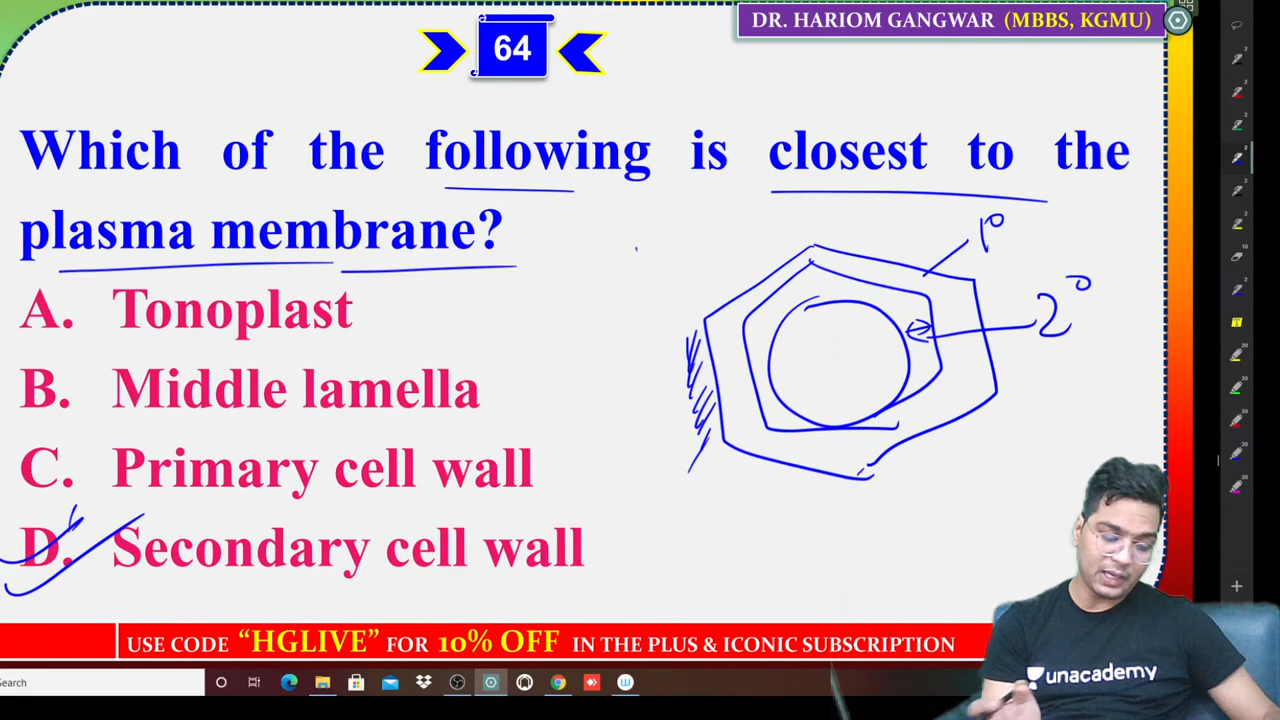 DR. HARIOM GANGWAR (MBBS, KGMU)
64
Which of the following is closest to the
plasma membrane?
1°
A. Tonoplast
2°
B. Middle lamella
C. Primary cell wall
D. Secondary cell wall
unacademy
USE CODE “HGLIVE” FOR 10% OFF IN THE PLUS & ICONIC SUBSCRIPTION
Search